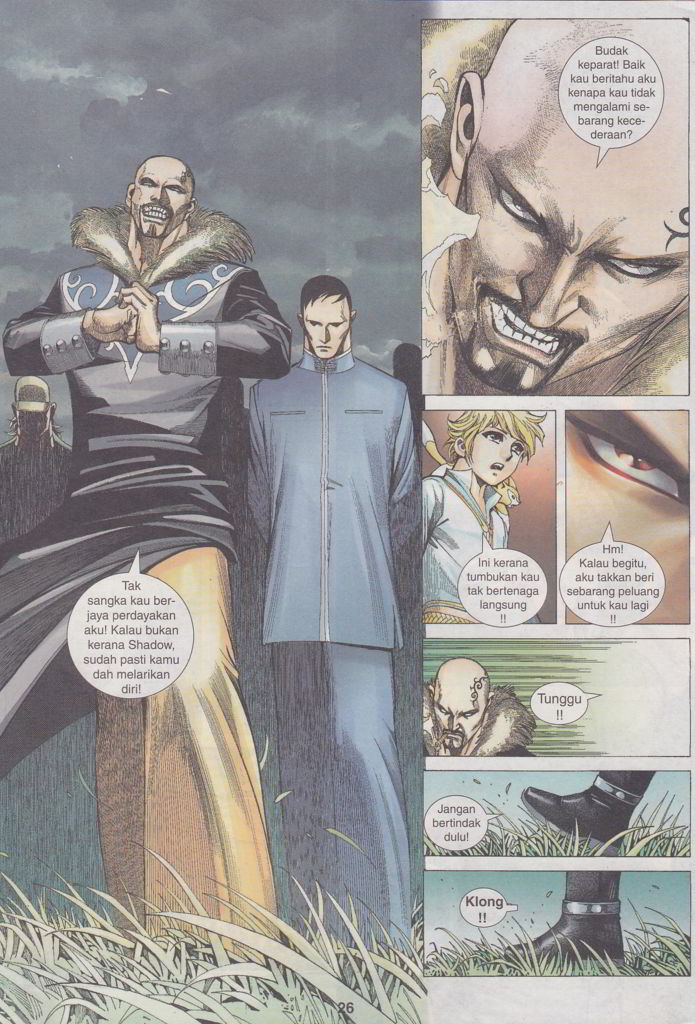 Tak
sangka kau ber-
jaya perdayakan
aku! Kalau bukan
kerana Shadow,
sudah pasti kamu
dah melarikan
diri!
Budak
keparat! Baik
kau beritahu aku
kenapa kau tidak
mengalami se-
barang kece-
deraan?
Ini kerana
tumbukan kau
tak bertenaga
langsung
!!
Hm!
Kalau begitu,
aku takkan beri
sebarang peluang
untuk kau lagi
!!
Tunggu
!!
Jangan
bertindak
dulu!
Klong
!!
26